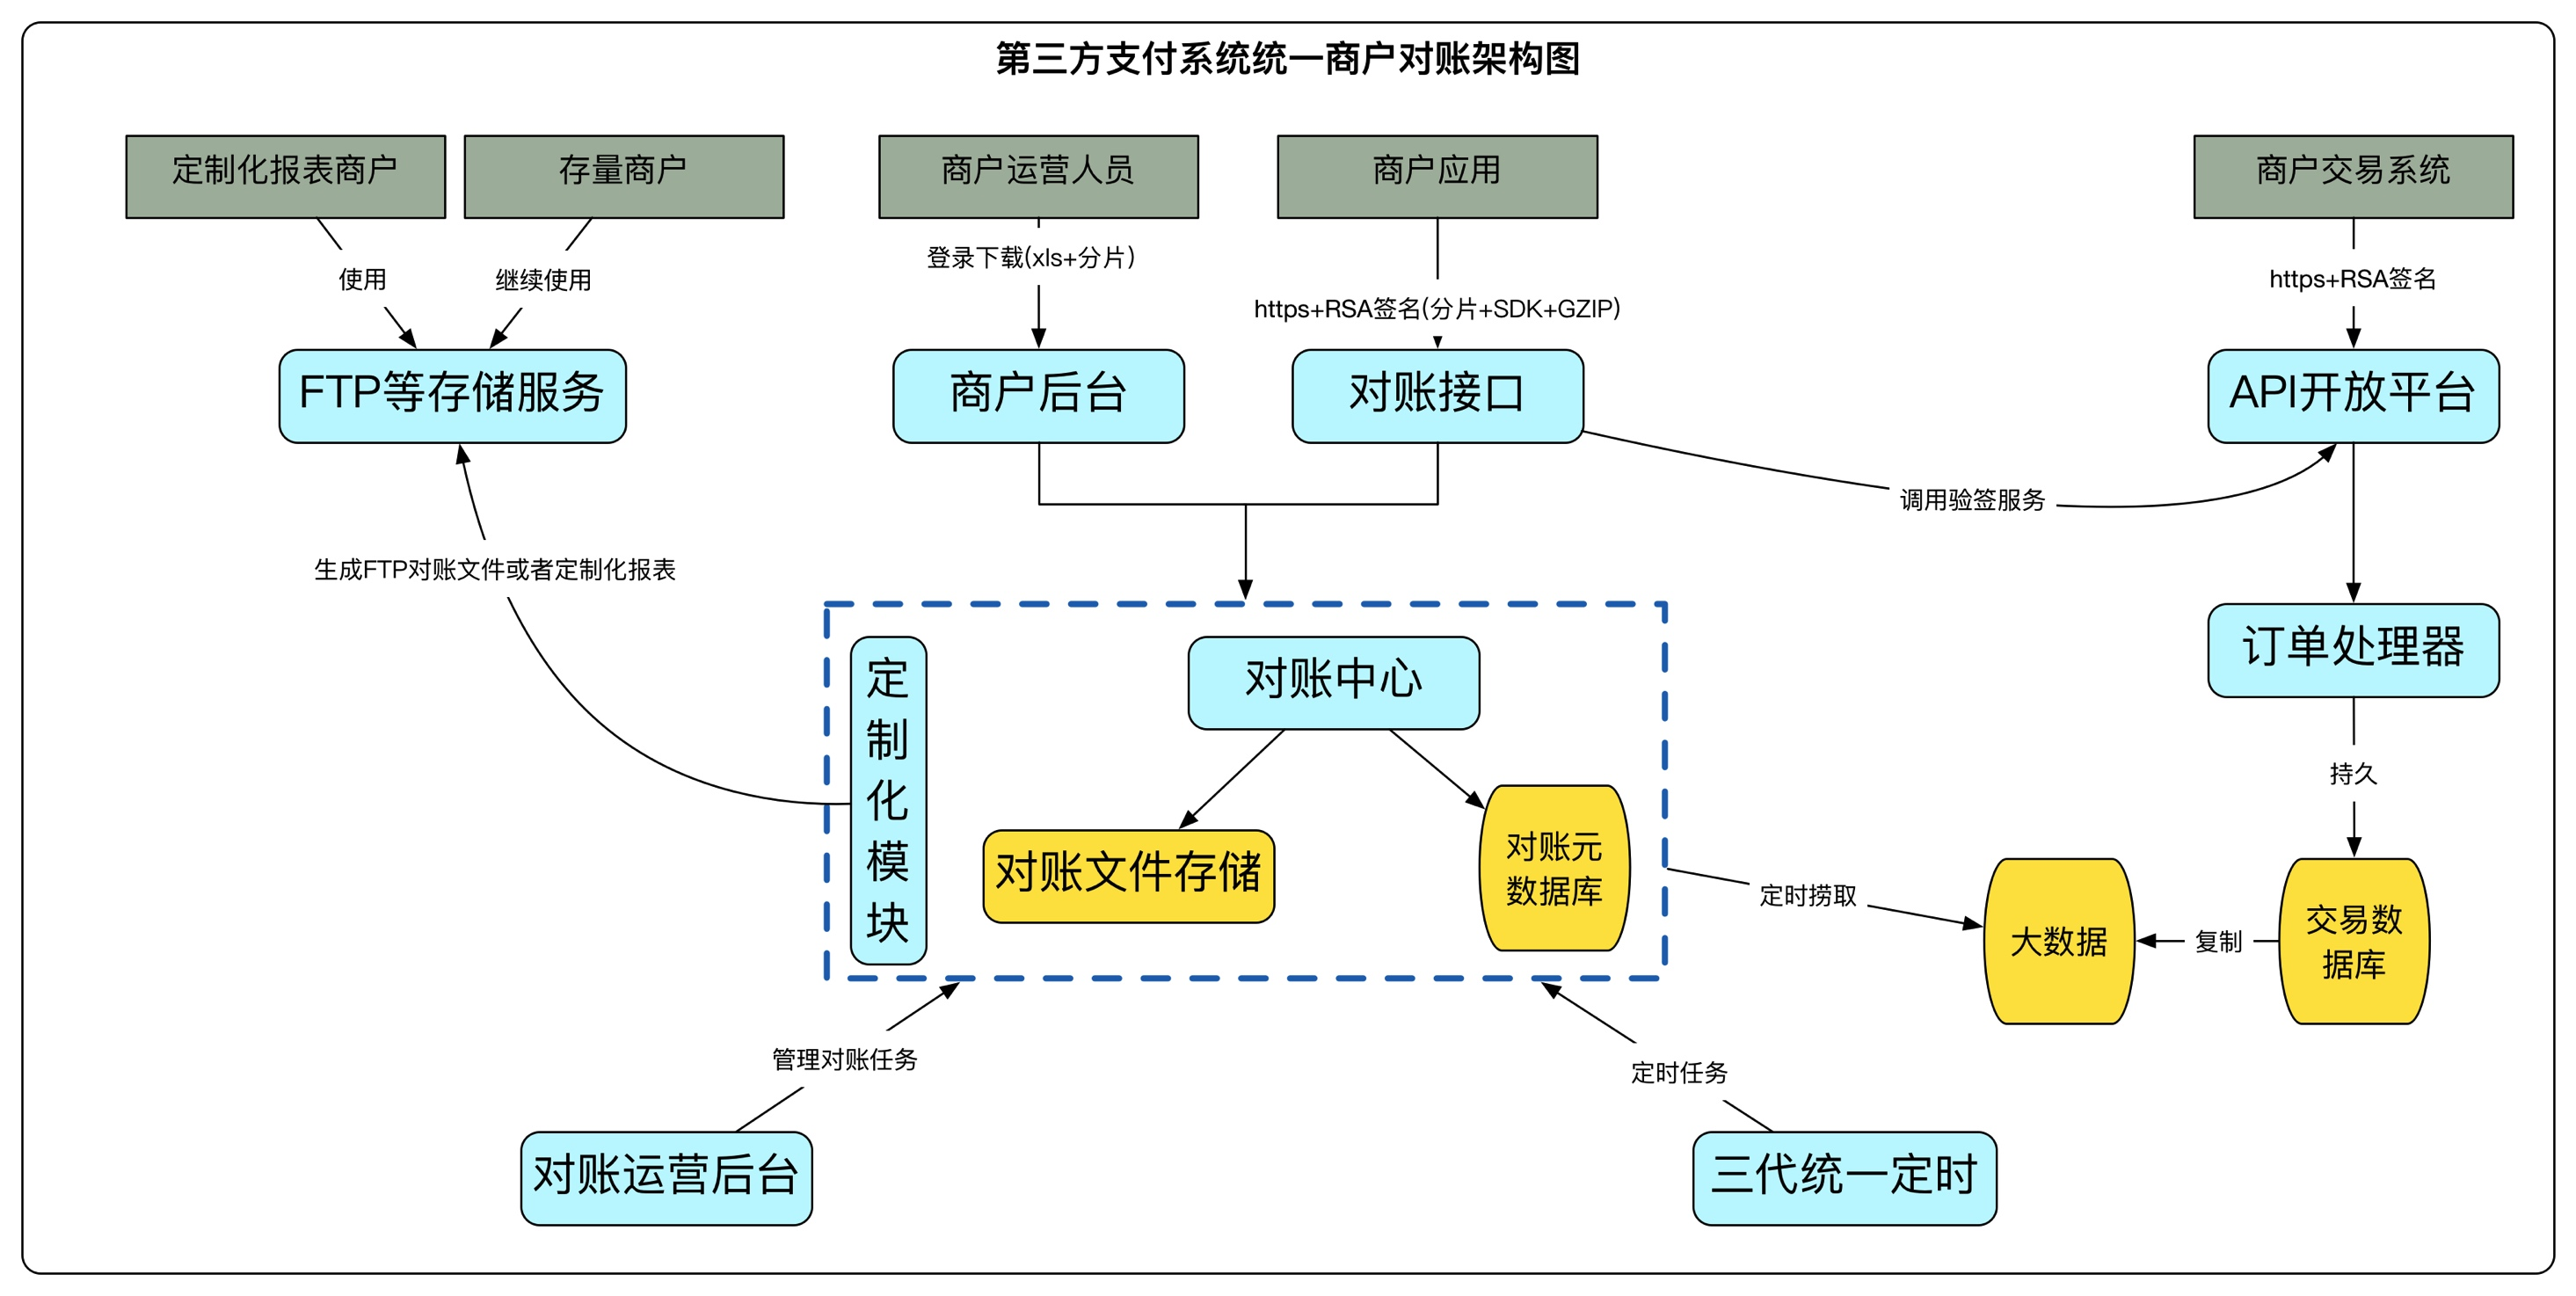 第三方支付系统统一商户对账架构图
定制化报表商户
存量商户
商户运营人员
商户应用
商户交易系统
登录下载(xls+分片)
使用
继续使用
https+RSA签名(分片+SDK+GZIP)
https+RSA签名
FTP等存储服务
商户后台
对账接口
API开放平台
调用验签服务
生成FTP对账文件或者定制化报表
定
制
化
模
块
对账中心
订单处理器
持久
对账文件存储
对账元
数据库
定时捞取
大数据
复制
交易数
据库
管理对账任务
定时任务
对账运营后台
三代统一定时